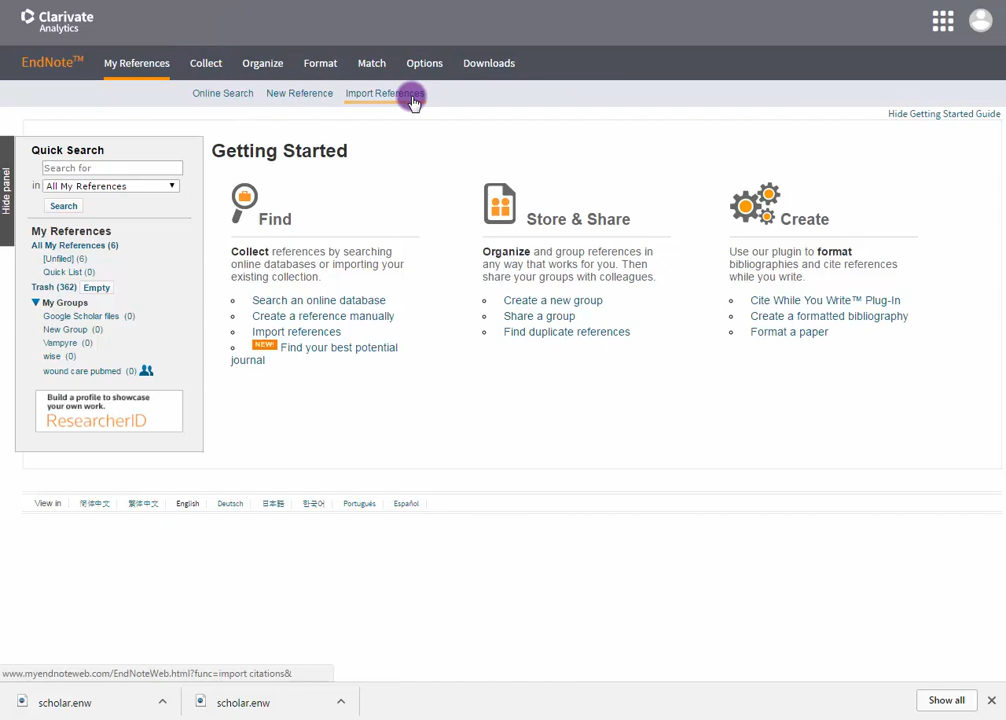 Clarivate
Analytics
EndNote™ My References Collect Organize Format Match Options Downloads
Online Search New Reference Import References
Hide Getting Started Guide
Hide panel
Quick Search
Search for
in All My References
Search
My References
All My References (6)
[Unfiled] (6)
Quick List (0)
Trash (362) Empty
My Groups
Google Scholar files (0)
New Group (0)
Vampyre (0)
wise (0)
wound care pubmed (0)
Build a profile to showcase
your own work.
ResearcherID
Getting Started
Find
Collect references by searching
online databases or importing your
existing collection.
Search an online database
Create a reference manually
Import references
NEW! Find your best potential
journal
Store & Share
Organize and group references in
any way that works for you. Then
share your groups with colleagues.
Create a new group
Share a group
Find duplicate references
Create
Use our plugin to format
bibliographies and cite references
while you write.
Cite While You Write™ Plug-In
Create a formatted bibliography
Format a paper
View in 简体中文 繁體中文 English Deutsch 日本語 한국어 Português Español
www.myendnoteweb.com/EndNoteWeb.html?func=import citations&
scholar.enw scholar.enw Show all